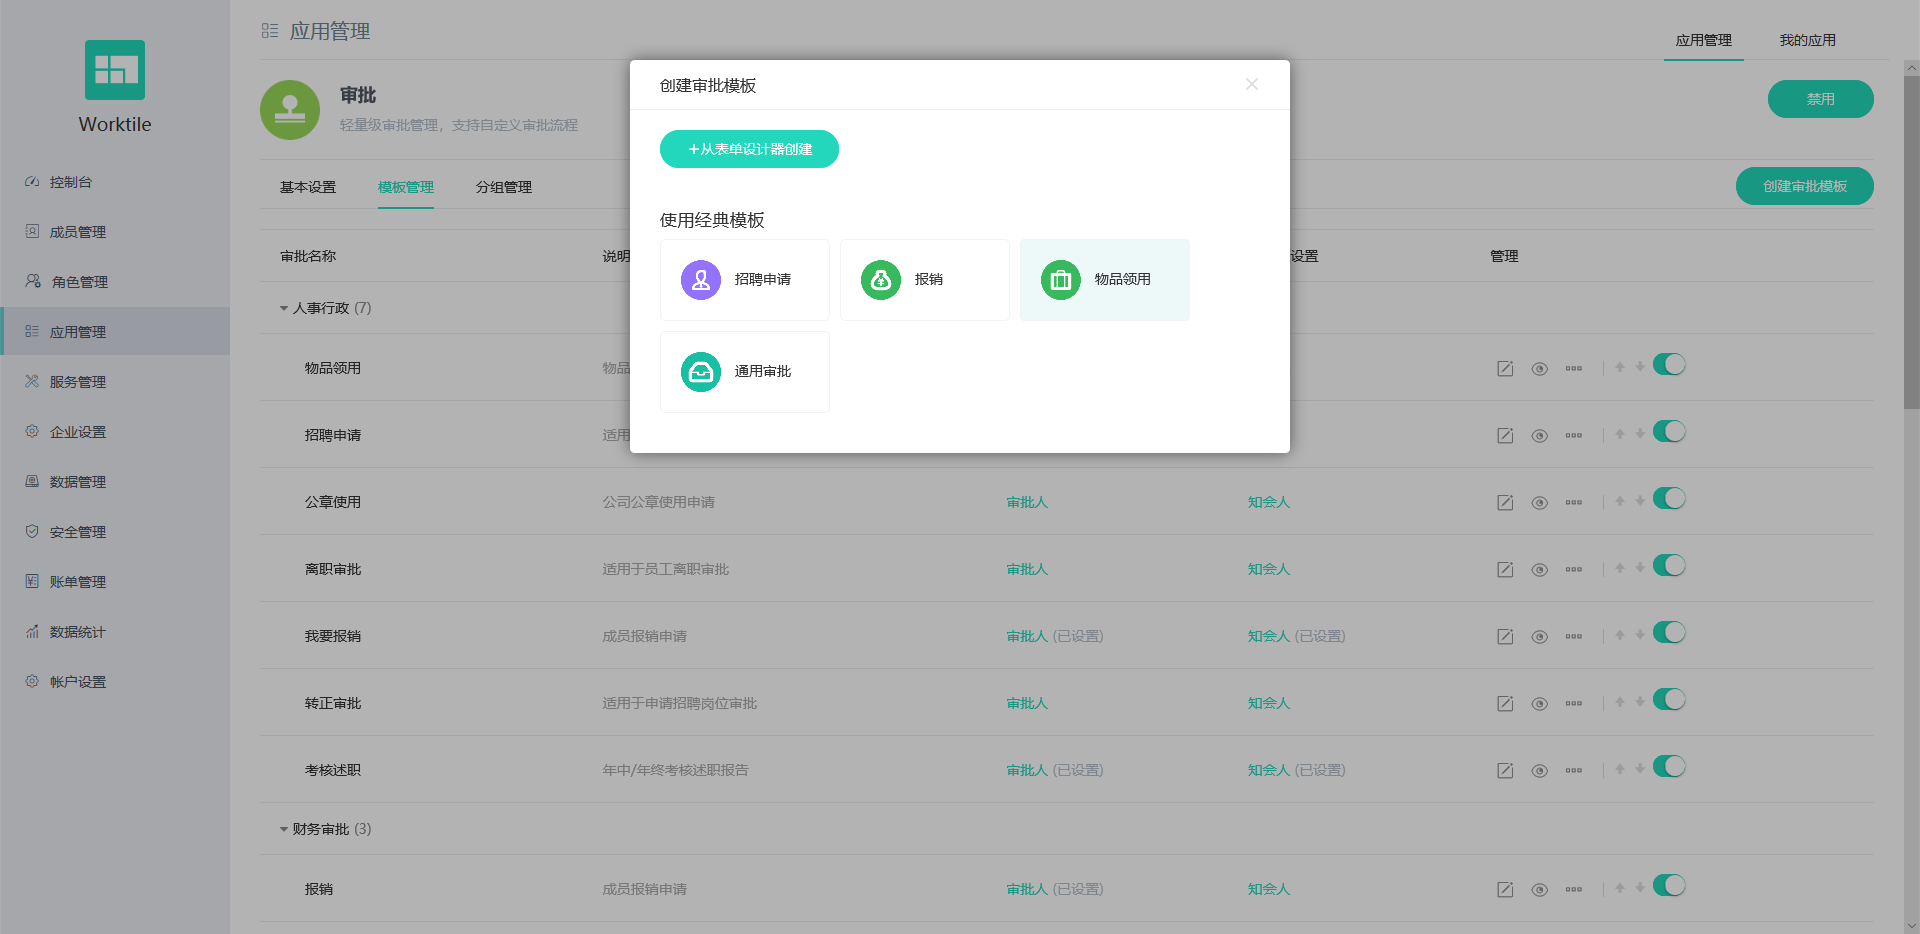 Worktile
控制台
成员管理
角色管理
应用管理
服务管理
企业设置
数据管理
安全管理
账单管理
数据统计
帐户设置
应用管理
应用管理 我的应用
审批
轻量级审批管理，支持自定义审批流程
禁用
基本设置 模板管理 分组管理
创建审批模板
创建审批模板
+从表单设计器创建
使用经典模板
招聘申请 报销 物品领用
通用审批
审批名称 说明 设置 管理
人事行政 (7)
物品领用 物品
招聘申请 适用
公章使用 公司公章使用申请 审批人 知会人
离职审批 适用于员工离职审批 审批人 知会人
我要报销 成员报销申请 审批人 (已设置) 知会人 (已设置)
转正审批 适用于申请招聘岗位审批 审批人 知会人
考核述职 年中/年终考核述职报告 审批人 (已设置) 知会人 (已设置)
财务审批 (3)
报销 成员报销申请 审批人 (已设置) 知会人